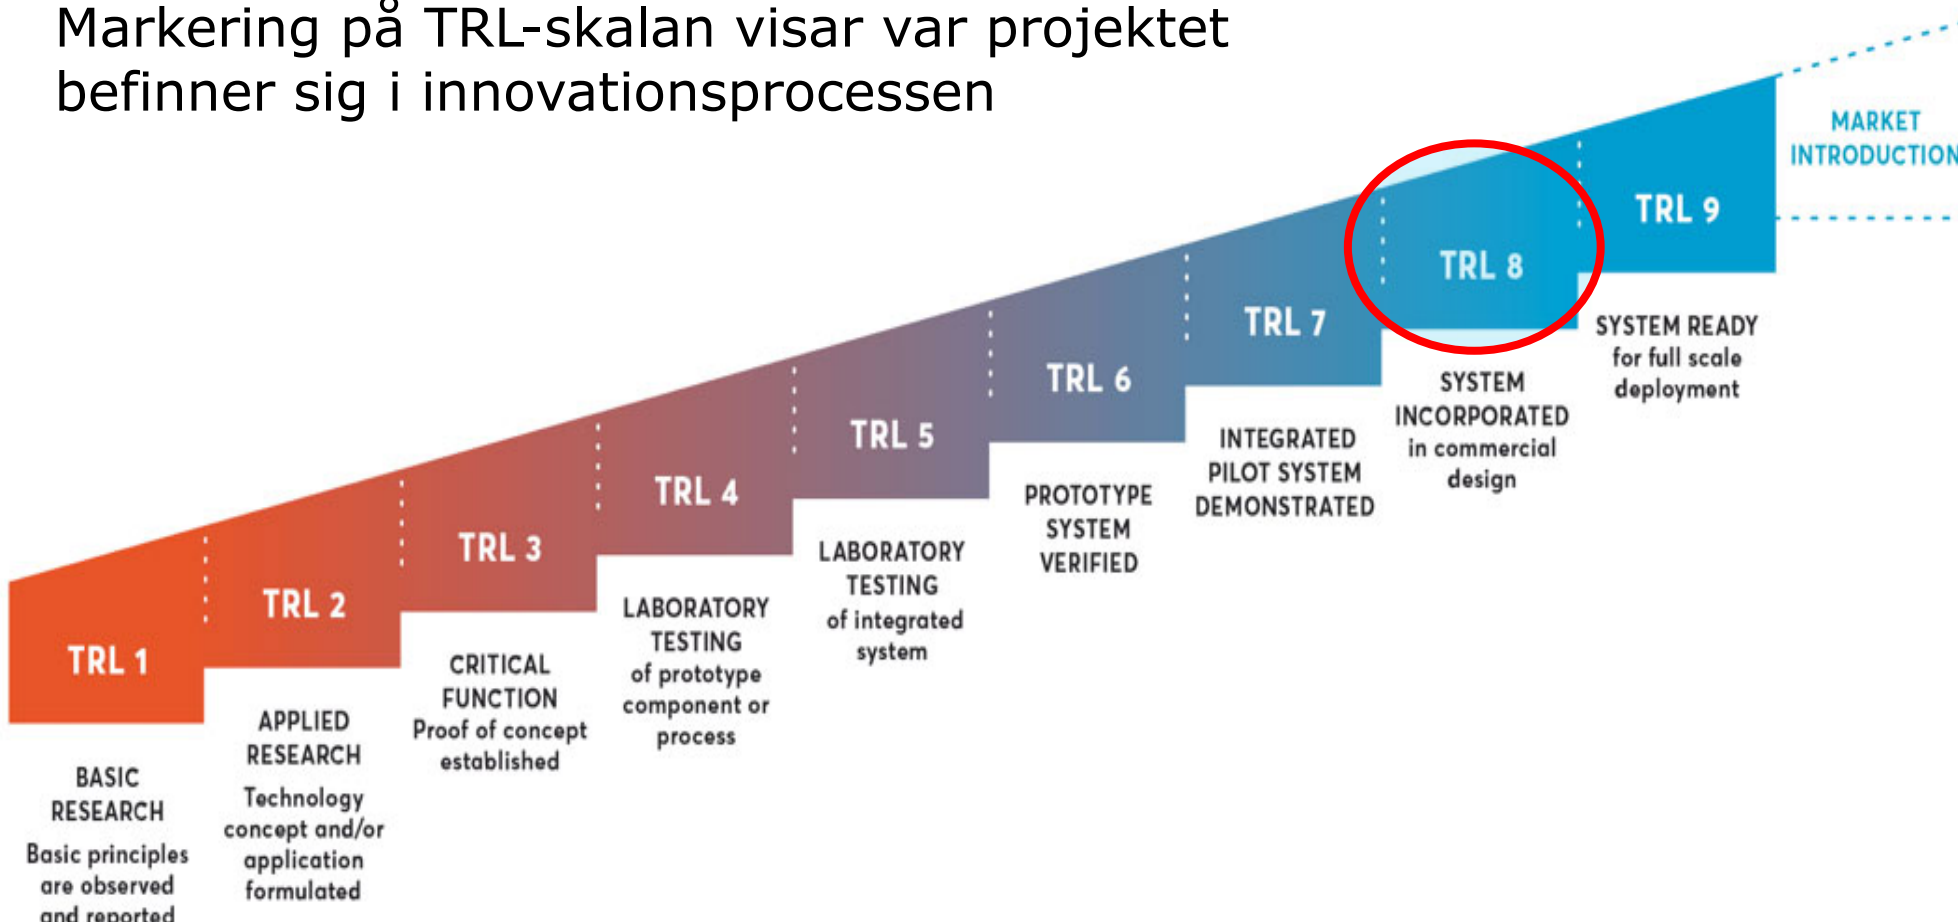 Markering på TRL-skalan visar var projektet
befinner sig i innovationsprocessen
TRL 1
BASIC
RESEARCH
Basic principles
are observed
and reported
TRL 2
APPLIED
RESEARCH
Technology
concept and/or
application
formulated
TRL 3
CRITICAL
FUNCTION
Proof of concept
established
TRL 4
LABORATORY
TESTING
of prototype
component or
process
TRL 5
LABORATORY
TESTING
of integrated
system
TRL 6
PROTOTYPE
SYSTEM
VERIFIED
TRL 7
INTEGRATED
PILOT SYSTEM
DEMONSTRATED
TRL 8
SYSTEM
INCORPORATED
in commercial
design
TRL 9
SYSTEM READY
for full scale
deployment
MARKET
INTRODUCTION